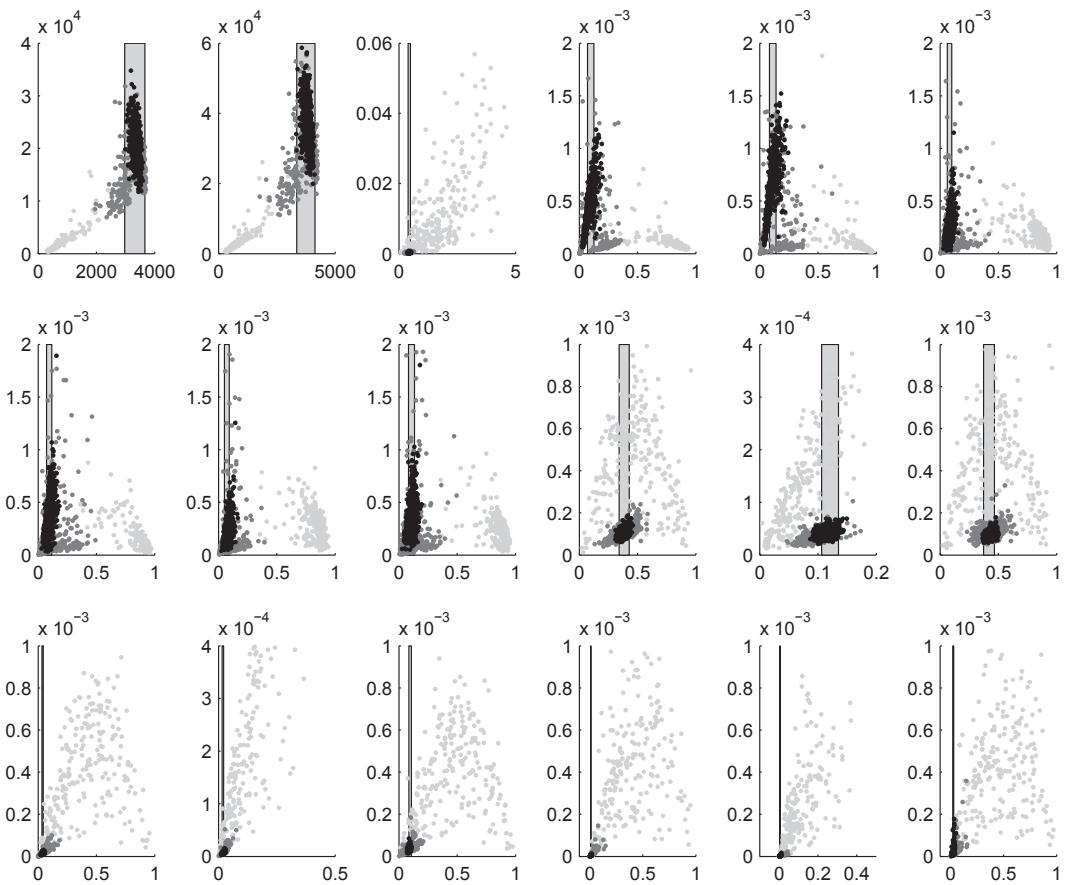 x 10⁴ x 10⁴ 0.06 x 10⁻³ x 10⁻³ x 10⁻³
4 6 2 2 2
3 0.04 1.5 1.5 1.5
2 4 1 1 1
1 2 0.02 0.5 0.5 0.5
0 0 0 0 0 0
0 2000 4000 0 5000 0 5 0 0.5 1 0 0.5 1 0 0.5 1
x 10⁻³ x 10⁻³ x 10⁻³ x 10⁻³ x 10⁻⁴ x 10⁻³
2 2 2 1 4 1
1.5 1.5 1.5 0.8 3 0.8
1 1 1 0.6 2 0.6
0.5 0.5 0.5 0.4 1 0.4
0.2 0.2
0 0 0 0 0 0
0 0.5 1 0 0.5 1 0 0.5 1 0 0.5 1 0 0.1 0.2 0 0.5 1
x 10⁻³ x 10⁻⁴ x 10⁻³ x 10⁻³ x 10⁻³ x 10⁻³
1 4 1 1 1 1
0.8 3 0.8 0.8 0.8 0.8
0.6 2 0.6 0.6 0.6 0.6
0.4 1 0.4 0.4 0.4 0.4
0.2 0.2 0.2 0.2 0.2
0 0 0 0 0 0
0 0.5 1 0 0.5 0 0.5 1 0 0.5 1 0 0.2 0.4 0 0.5 1